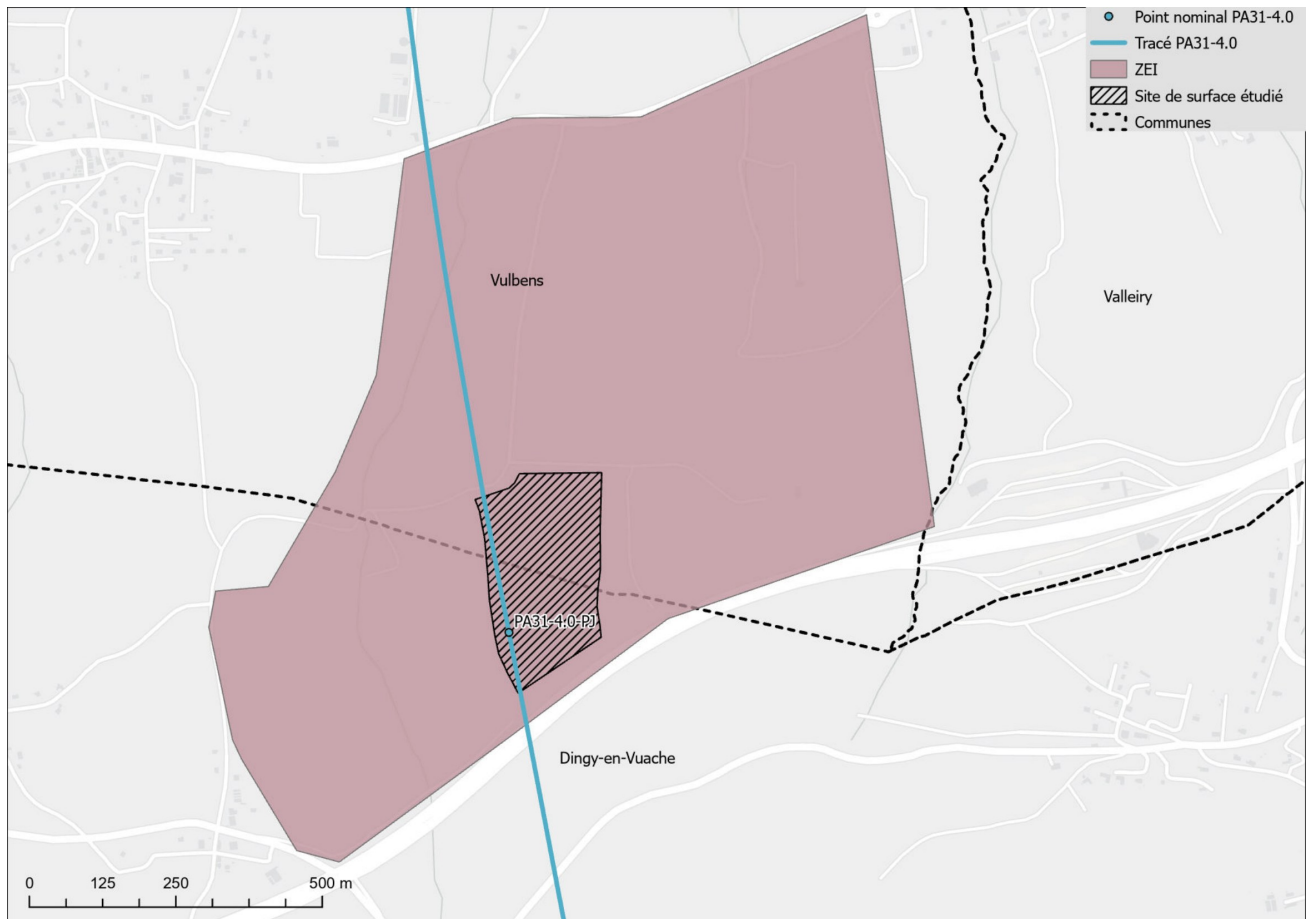 Point nominal PA31-4.0
Tracé PA31-4.0
ZEI
Site de surface étudié
Communes
Vulbens
Valleiry
PA31-4.0-PJ
Dingy-en-Vuache
0 125 250 500 m